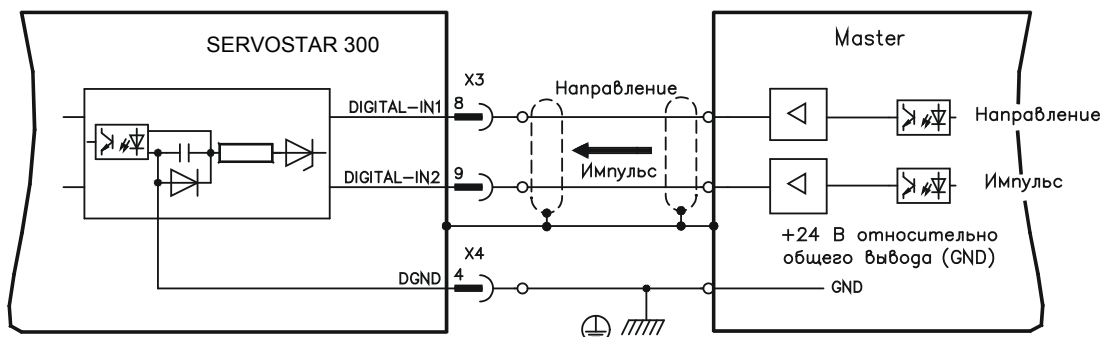 SERVOSTAR 300
Master
X3
DIGITAL-IN1
8
Направление
Направление
DIGITAL-IN2
9
Импульс
Импульс
+24 В относительно
общего вывода (GND)
X4
DGND
4
GND